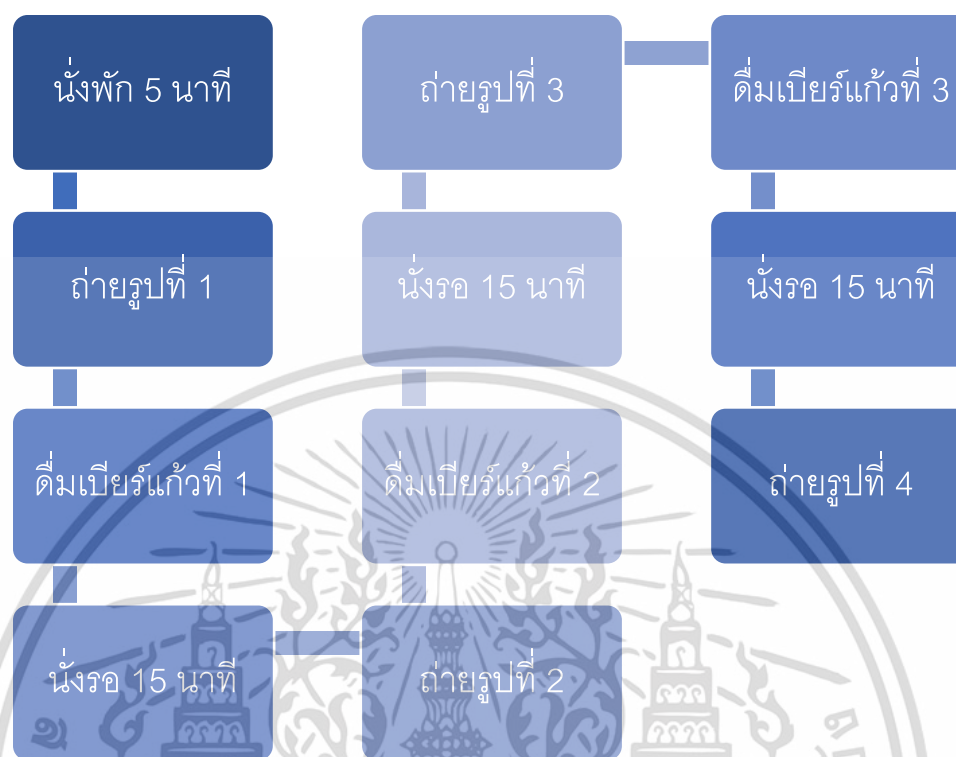 นั่งพัก 5 นาที
ถ่ายรูปที่ 1
ดื่มเบียร์แก้วที่ 1
นั่งรอ 15 นาที
ถ่ายรูปที่ 2
ดื่มเบียร์แก้วที่ 2
นั่งรอ 15 นาที
ถ่ายรูปที่ 3
ดื่มเบียร์แก้วที่ 3
นั่งรอ 15 นาที
ถ่ายรูปที่ 4